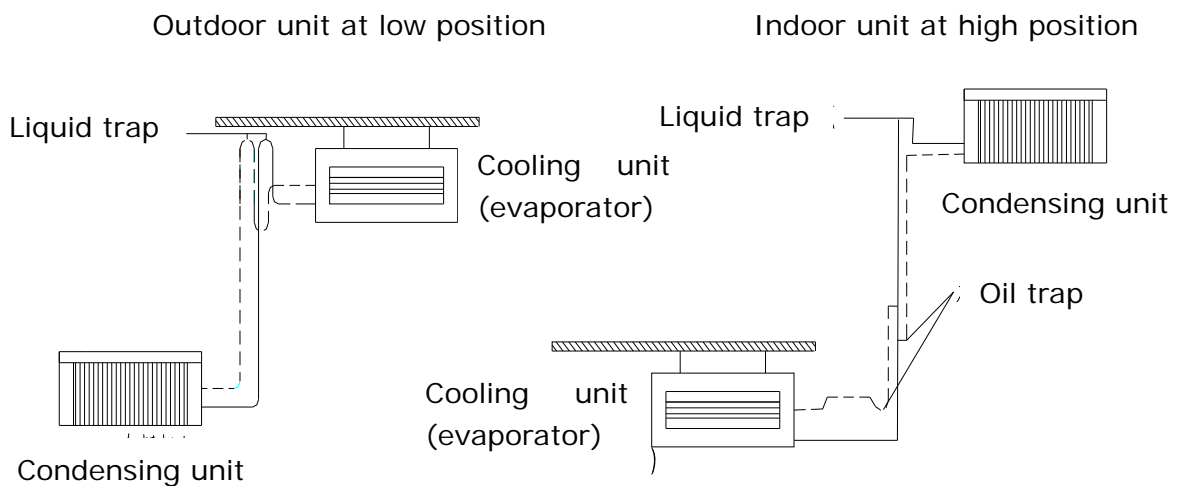 Outdoor unit at low position
Indoor unit at high position
Liquid trap
Cooling unit
(evaporator)
Condensing unit
Liquid trap
Condensing unit
Oil trap
Cooling unit
(evaporator)